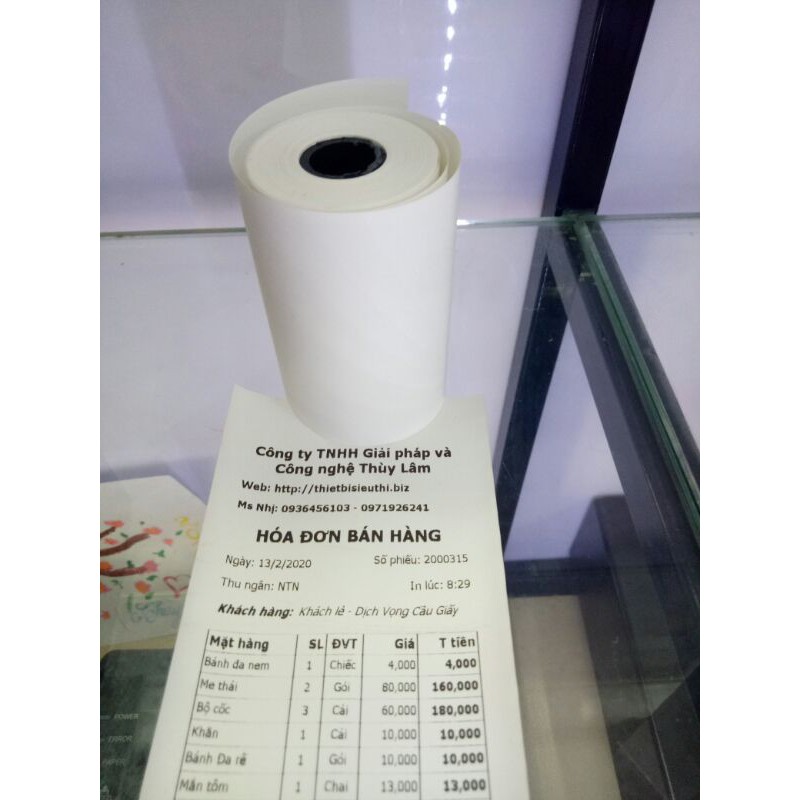 Công ty TNHH Giải pháp và
Công nghệ Thùy Lâm
Web: http://thietbisieuthi.biz
Ms Nhị: 0936456103 - 0971926241
HÓA ĐƠN BÁN HÀNG
Ngày: 13/2/2020 Số phiếu: 2000315
Thu ngân: NTN In lúc: 8:29
Khách hàng: Khách lẻ - Dịch Vọng Cầu Giấy
Mặt hàng SL ĐVT Giá T tiền
Bánh đa nem 1 Chiếc 4,000 4,000
Me thái 2 Gói 80,000 160,000
Bộ cốc 3 Cái 60,000 180,000
Khăn 1 Cái 10,000 10,000
Bánh Da rế 1 Gói 10,000 10,000
Mắn tôm 1 Chai 13,000 13,000
POWER
ERROR
PAPER